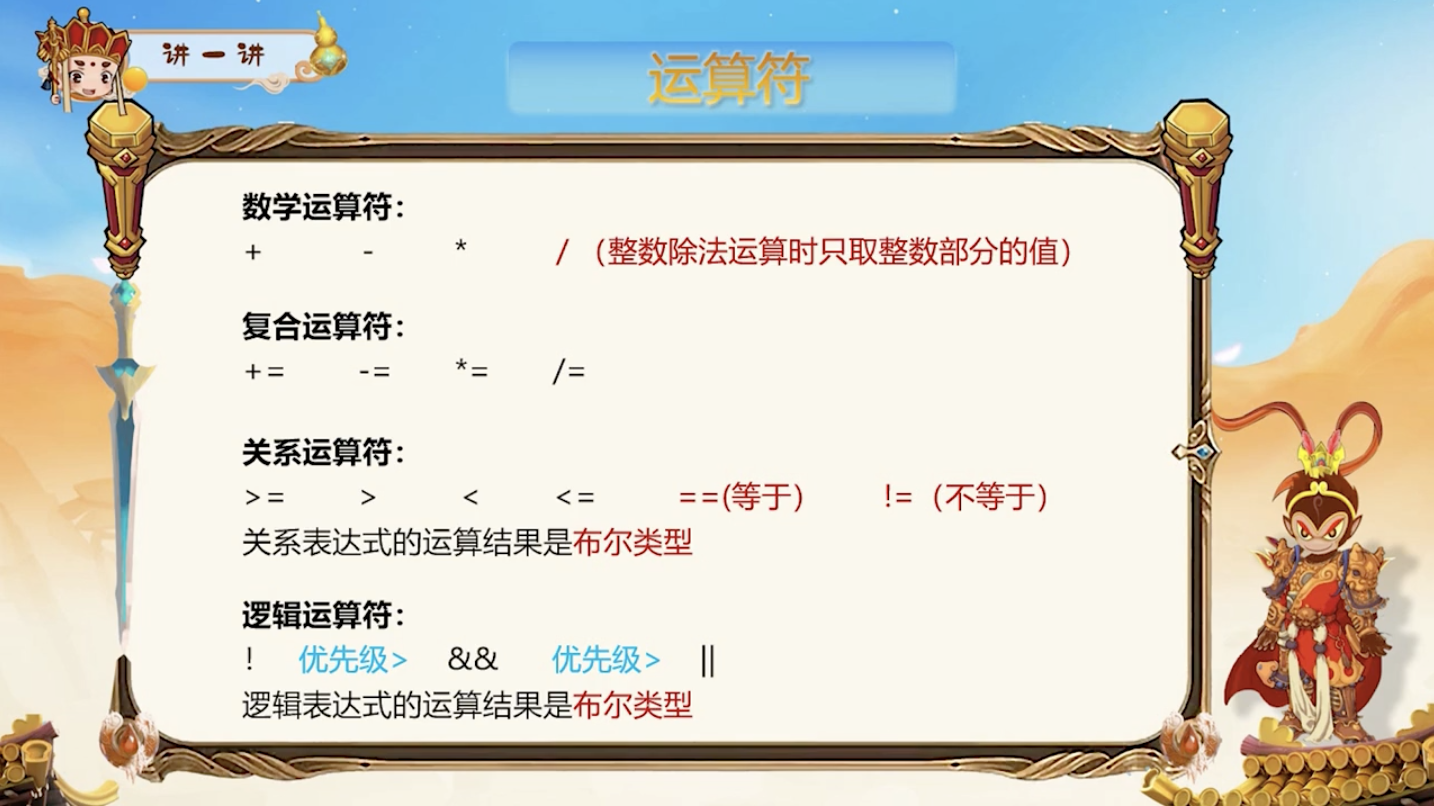 讲一讲
运算符
数学运算符：
+ - * / （整数除法运算时只取整数部分的值）
复合运算符：
+= -= *= /=
关系运算符：
>= > < <= ==(等于) !=（不等于）
关系表达式的运算结果是布尔类型
逻辑运算符：
! 优先级> && 优先级> ||
逻辑表达式的运算结果是布尔类型